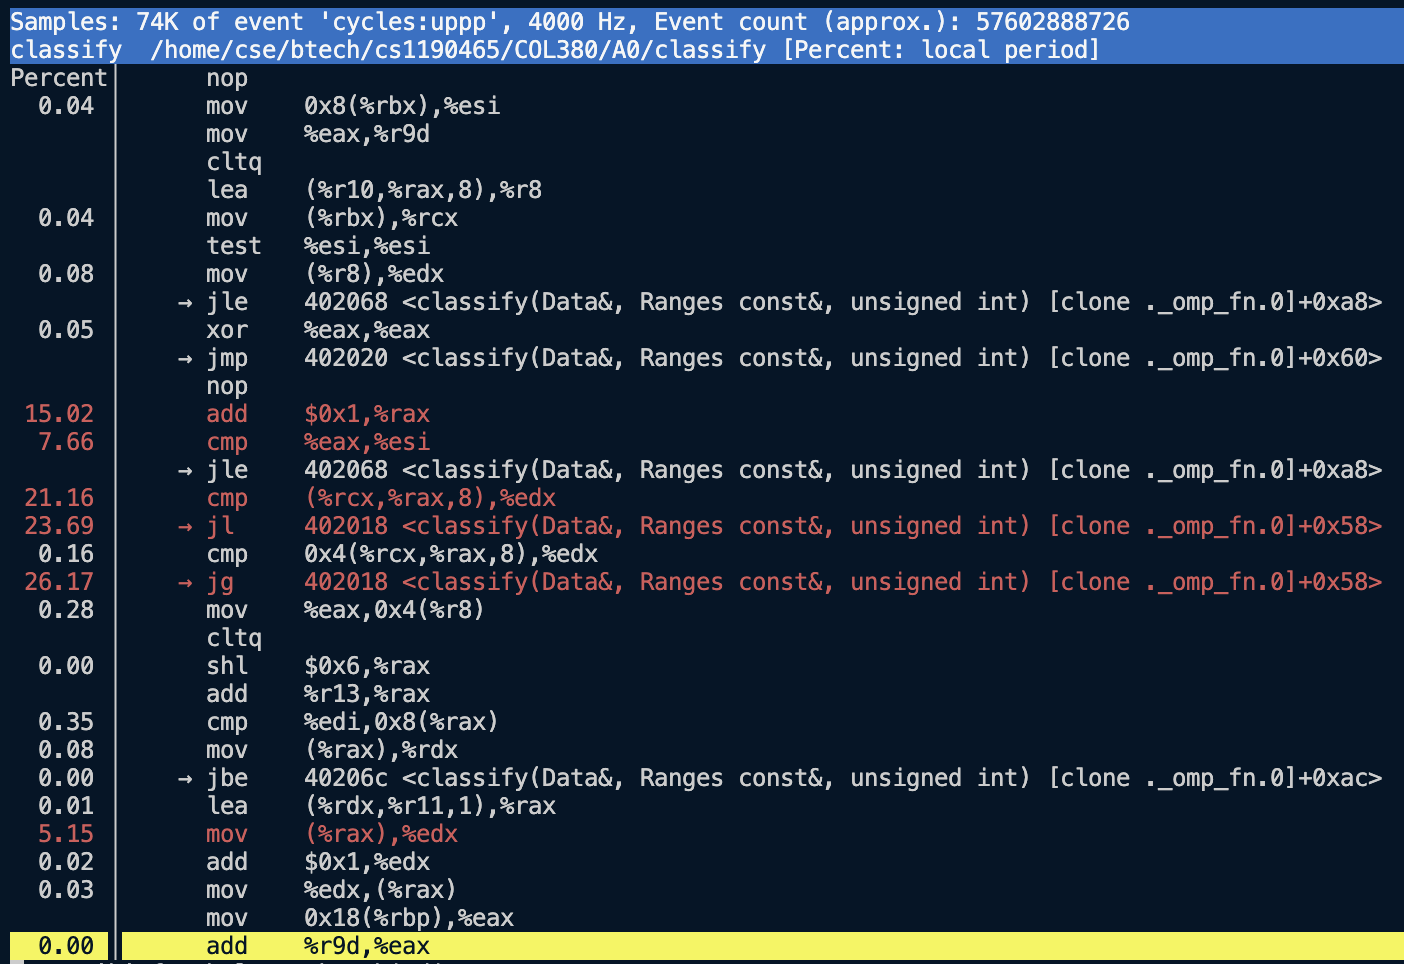 Samples: 74K of event 'cycles:uppp', 4000 Hz, Event count (approx.): 57602888726
classify  /home/cse/btech/cs1190465/COL380/A0/classify [Percent: local period]
Percent│      nop
  0.04 │      mov    0x8(%rbx),%esi
       │      mov    %eax,%r9d
       │      cltq
       │      lea    (%r10,%rax,8),%r8
  0.04 │      mov    (%rbx),%rcx
       │      test   %esi,%esi
  0.08 │      mov    (%r8),%edx
       │    → jle    402068 <classify(Data&, Ranges const&, unsigned int) [clone ._omp_fn.0]+0xa8>
  0.05 │      xor    %eax,%eax
       │    → jmp    402020 <classify(Data&, Ranges const&, unsigned int) [clone ._omp_fn.0]+0x60>
       │      nop
 15.02 │      add    $0x1,%rax
  7.66 │      cmp    %eax,%esi
       │    → jle    402068 <classify(Data&, Ranges const&, unsigned int) [clone ._omp_fn.0]+0xa8>
 21.16 │      cmp    (%rcx,%rax,8),%edx
 23.69 │    → jl     402018 <classify(Data&, Ranges const&, unsigned int) [clone ._omp_fn.0]+0x58>
  0.16 │      cmp    0x4(%rcx,%rax,8),%edx
 26.17 │    → jg     402018 <classify(Data&, Ranges const&, unsigned int) [clone ._omp_fn.0]+0x58>
  0.28 │      mov    %eax,0x4(%r8)
       │      cltq
  0.00 │      shl    $0x6,%rax
       │      add    %r13,%rax
  0.35 │      cmp    %edi,0x8(%rax)
  0.08 │      mov    (%rax),%rdx
  0.00 │    → jbe    40206c <classify(Data&, Ranges const&, unsigned int) [clone ._omp_fn.0]+0xac>
  0.01 │      lea    (%rdx,%r11,1),%rax
  5.15 │      mov    (%rax),%edx
  0.02 │      add    $0x1,%edx
  0.03 │      mov    %edx,(%rax)
       │      mov    0x18(%rbp),%eax
  0.00 │      add    %r9d,%eax